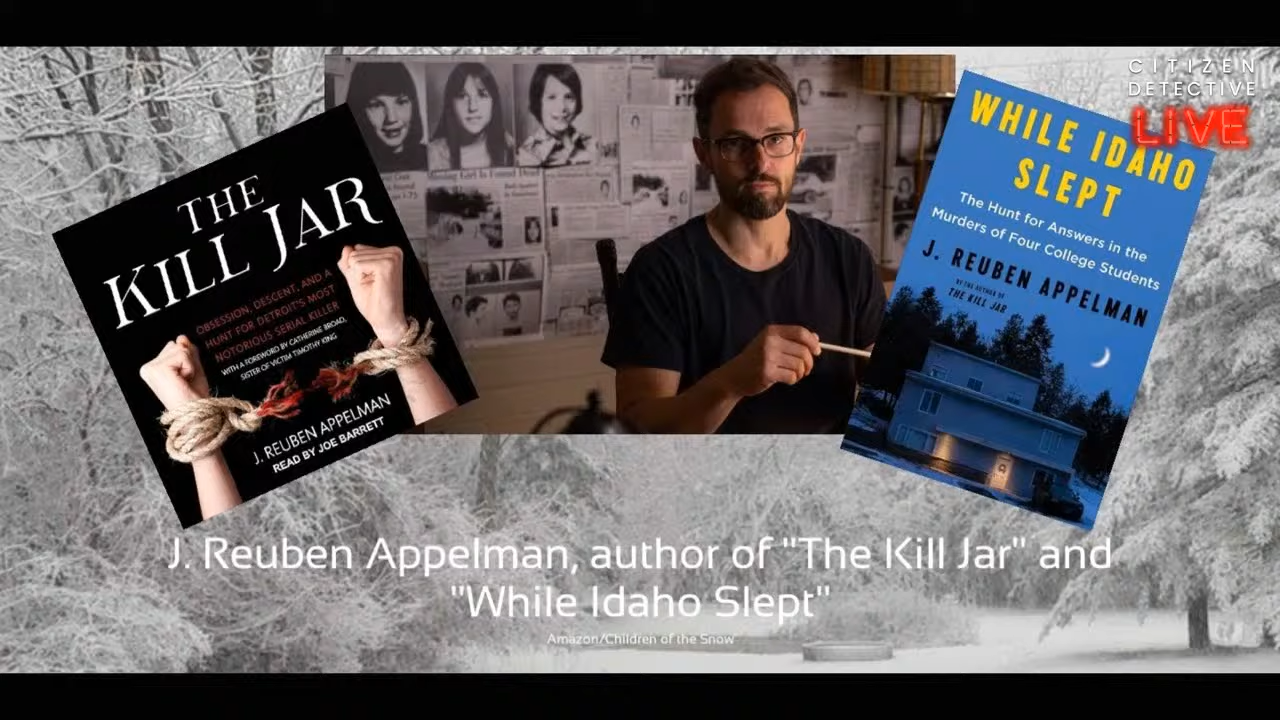 CITIZEN
DETECTIVE
LIVE
THE
KILL JAR
OBSESSION, DESCENT, AND A
HUNT FOR DETROIT'S MOST
NOTORIOUS SERIAL KILLER
WITH A FOREWORD BY CATHERINE BROAD,
SISTER OF VICTIM TIMOTHY KING
J. REUBEN APPELMAN
READ BY JOE BARRETT
WHILE IDAHO
SLEPT
The Hunt for Answers in the
Murders of Four College Students
J. REUBEN APPELMAN
BY THE AUTHOR OF
THE KILL JAR
J. Reuben Appelman, author of "The Kill Jar" and
"While Idaho Slept"
Amazon/Children of the Snow